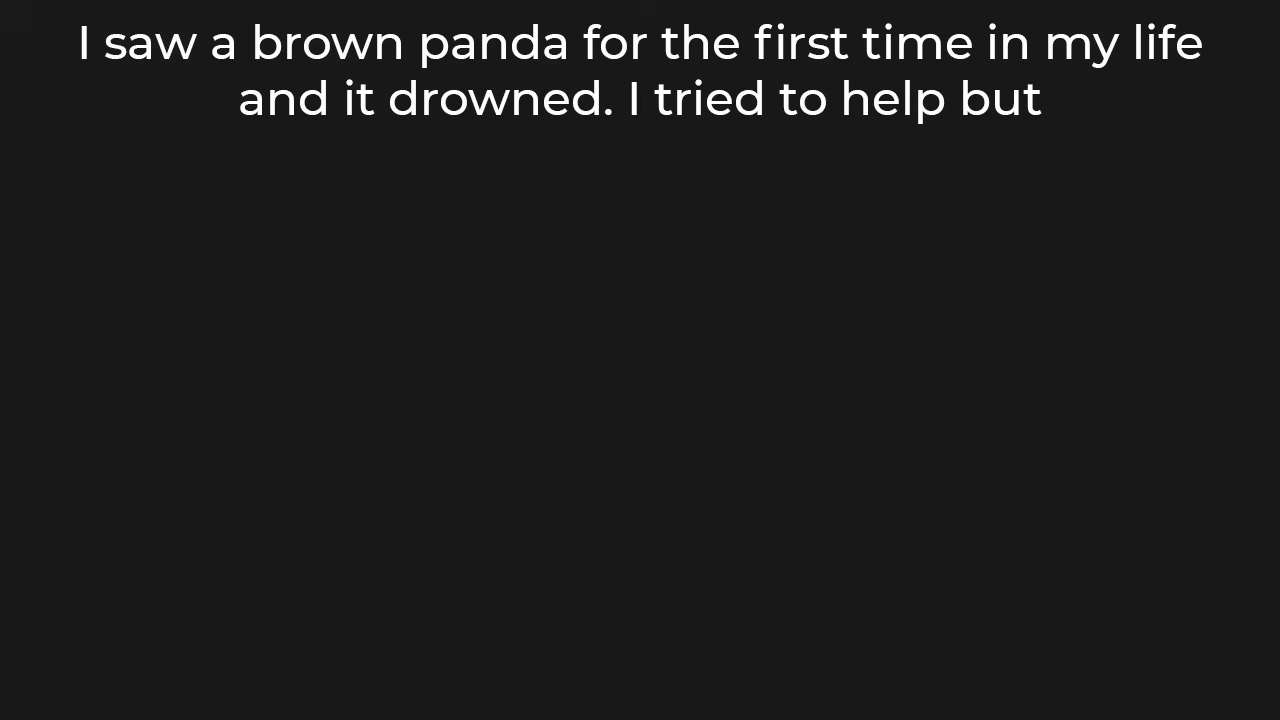 I saw a brown panda for the first time in my life
and it drowned. I tried to help but